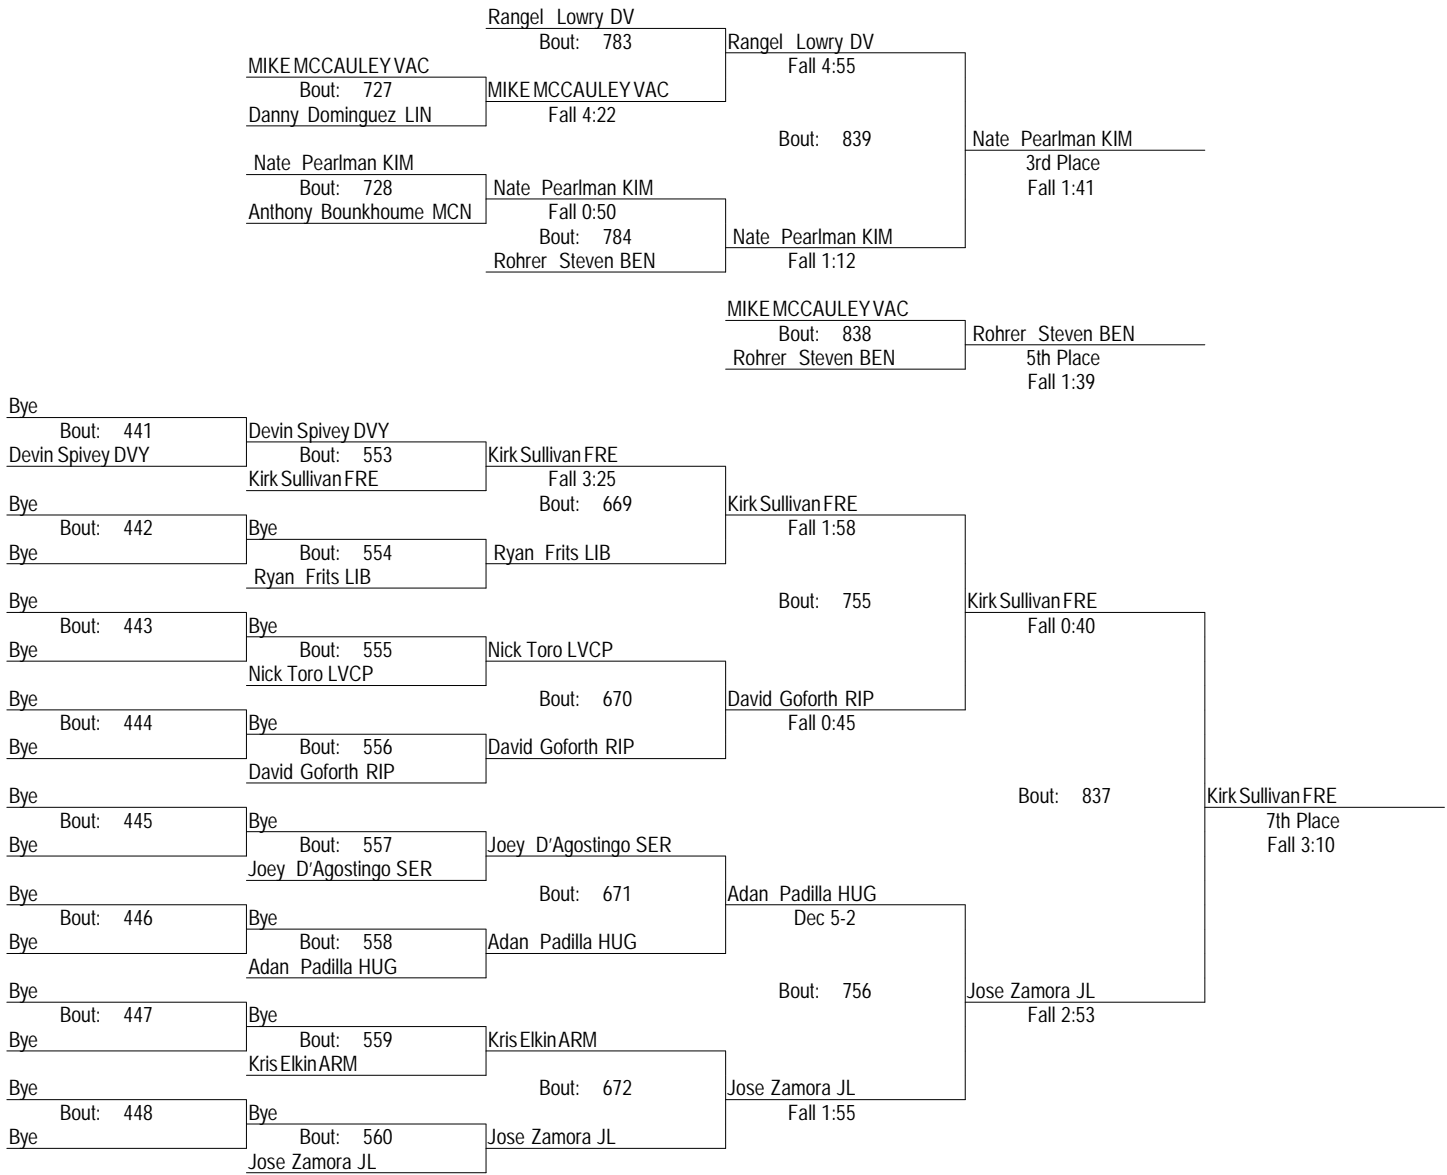 Rangel Lowry DV
Bout: 783
Rangel Lowry DV
Fall 4:55
MIKE MCCAULEY VAC
Bout: 727
MIKE MCCAULEY VAC
Danny Dominguez LIN
Fall 4:22
Bout: 839
Nate Pearlman KIM
3rd Place
Fall 1:41
Nate Pearlman KIM
Bout: 728
Nate Pearlman KIM
Anthony Bounkhoume MCN
Fall 0:50
Bout: 784
Nate Pearlman KIM
Rohrer Steven BEN
Fall 1:12
MIKE MCCAULEY VAC
Bout: 838
Rohrer Steven BEN
Rohrer Steven BEN
5th Place
Fall 1:39
Bye
Bout: 441
Devin Spivey DVY
Devin Spivey DVY
Bout: 553
Kirk Sullivan FRE
Kirk Sullivan FRE
Fall 3:25
Bye
Bout: 669
Kirk Sullivan FRE
Bout: 442
Bye
Fall 1:58
Bye
Bout: 554
Ryan Frits LIB
Ryan Frits LIB
Bye
Bout: 755
Kirk Sullivan FRE
Bout: 443
Bye
Fall 0:40
Bye
Bout: 555
Nick Toro LVCP
Nick Toro LVCP
Bye
Bout: 670
David Goforth RIP
Bout: 444
Bye
Fall 0:45
Bye
Bout: 556
David Goforth RIP
David Goforth RIP
Bye
Bout: 837
Kirk Sullivan FRE
Bout: 445
Bye
7th Place
Bye
Bout: 557
Joey D'Agostingo SER
Fall 3:10
Joey D'Agostingo SER
Bye
Bout: 671
Adan Padilla HUG
Bout: 446
Bye
Dec 5-2
Bye
Bout: 558
Adan Padilla HUG
Adan Padilla HUG
Bye
Bout: 756
Jose Zamora JL
Bout: 447
Bye
Fall 2:53
Bye
Bout: 559
Kris Elkin ARM
Kris Elkin ARM
Bye
Bout: 672
Jose Zamora JL
Bout: 448
Bye
Fall 1:55
Bye
Bout: 560
Jose Zamora JL
Jose Zamora JL